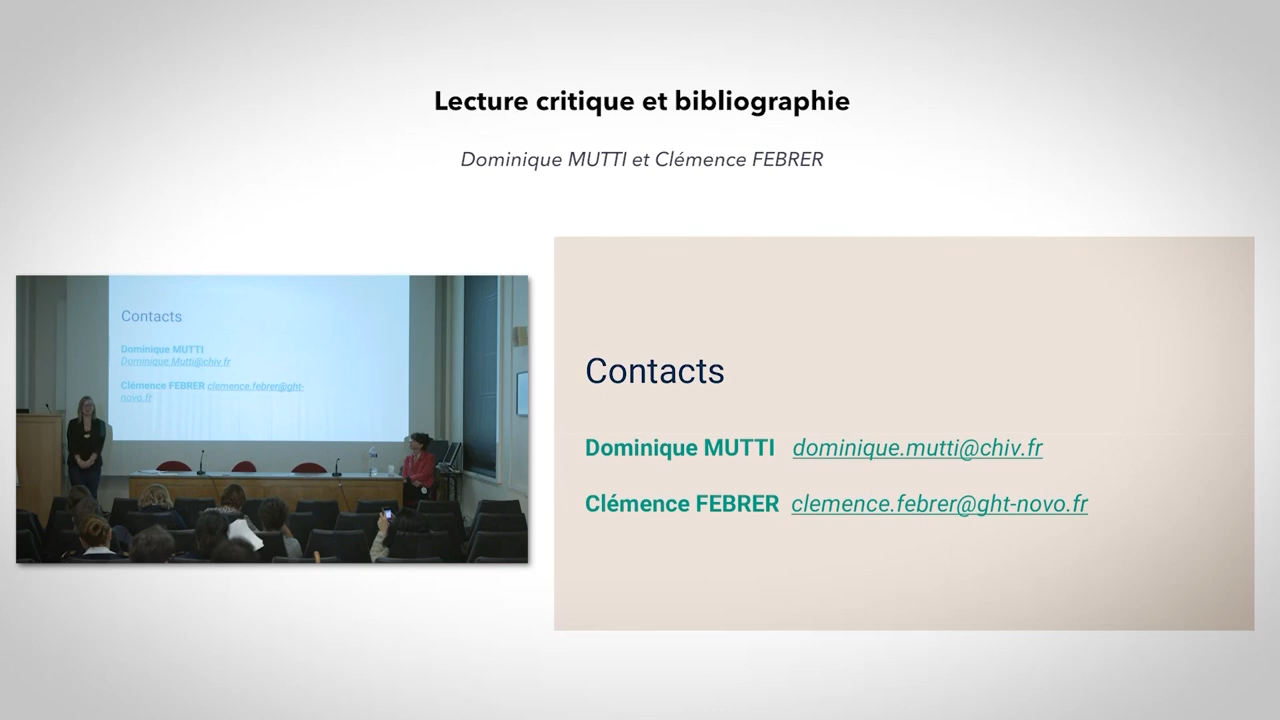 Lecture critique et bibliographie
Dominique MUTTI et Clémence FEBRER
Contacts
Dominique MUTTI
Dominique.Mutti@chiv.fr
Clémence FEBRER clemence.febrer@ght-
novo.fr
Contacts
Dominique MUTTI dominique.mutti@chiv.fr
Clémence FEBRER clemence.febrer@ght-novo.fr